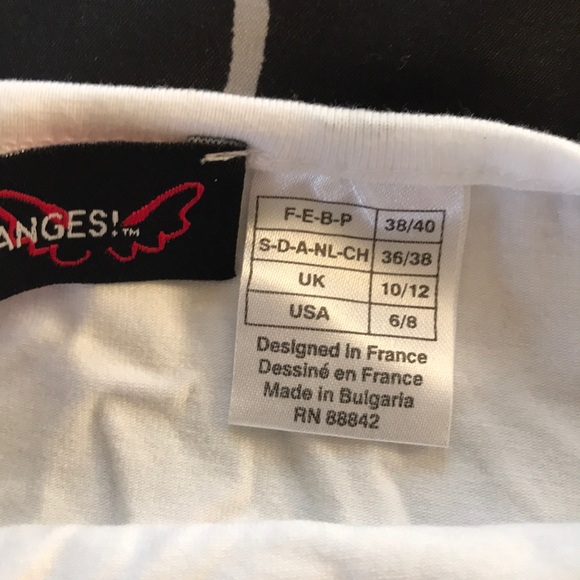 ANGES!™
F-E-B-P 38/40
S-D-A-NL-CH 36/38
UK 10/12
USA 6/8
Designed in France
Dessiné en France
Made in Bulgaria
RN 88842